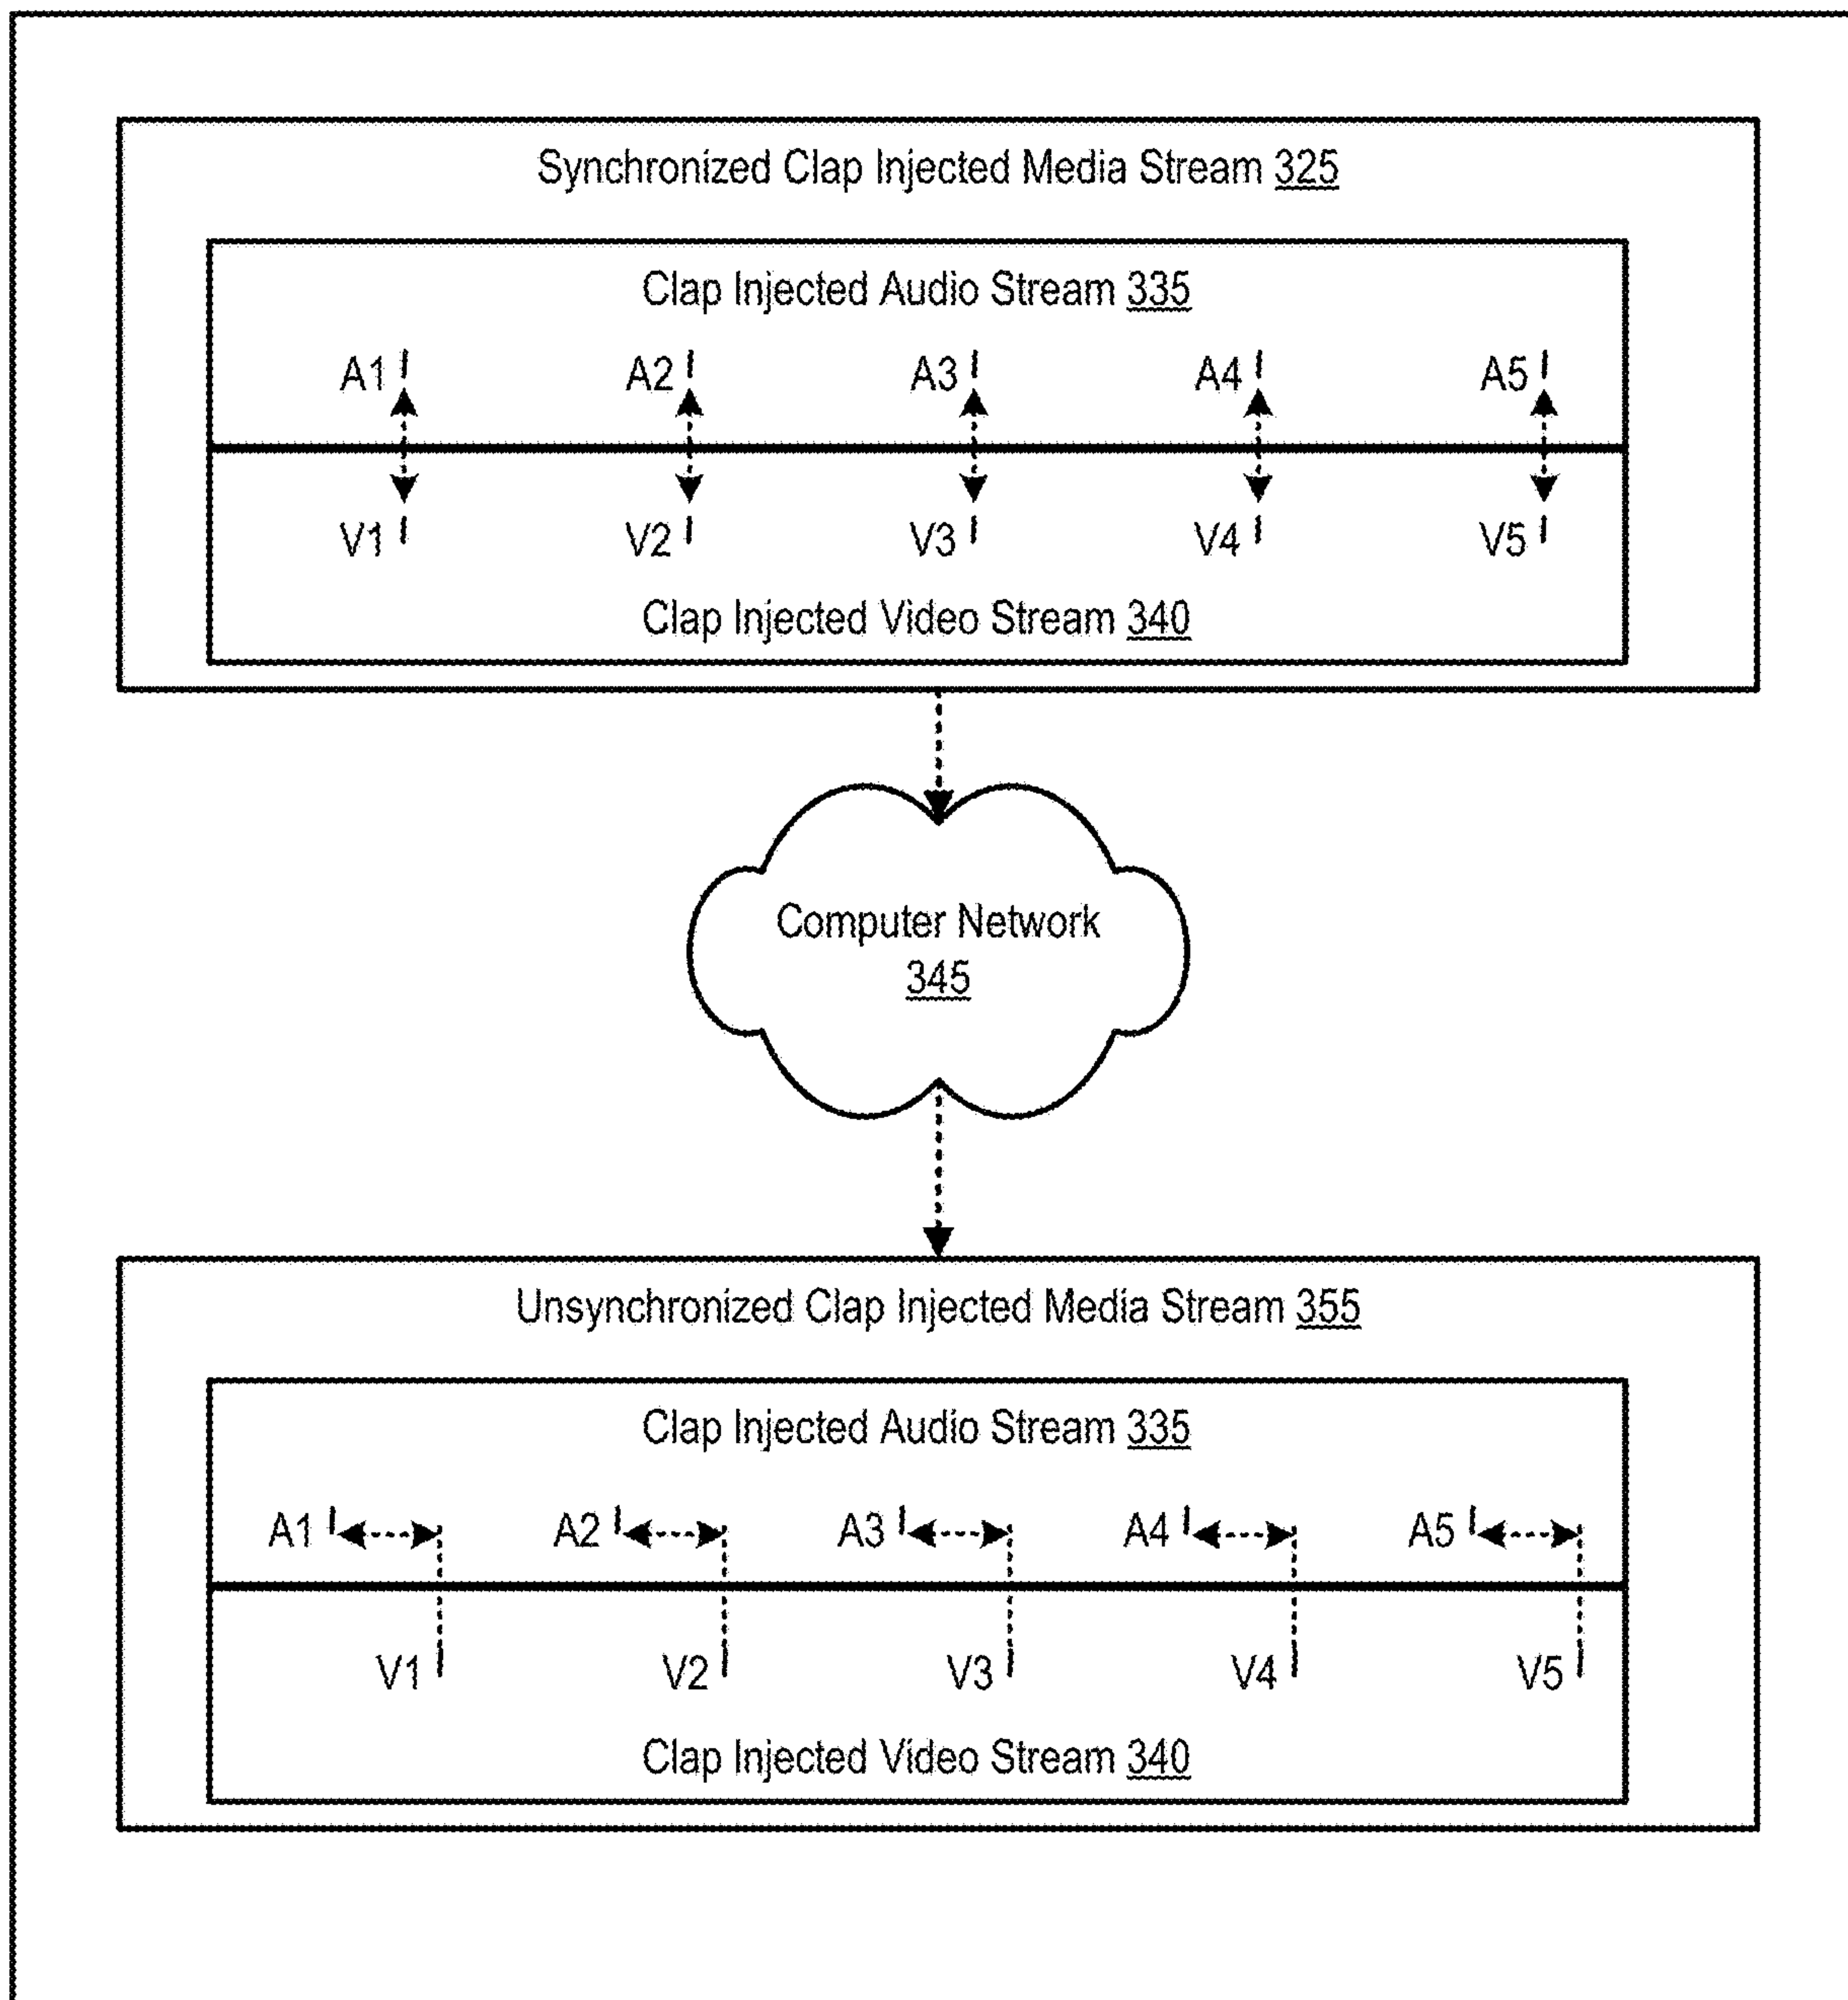 Synchronized Clap Injected Media Stream 325
Clap Injected Audio Stream 335
A1 A2 A3 A4 A5
V1 V2 V3 V4 V5
Clap Injected Video Stream 340
Computer Network
345
Unsynchronized Clap Injected Media Stream 355
Clap Injected Audio Stream 335
A1 A2 A3 A4 A5
V1 V2 V3 V4 V5
Clap Injected Video Stream 340